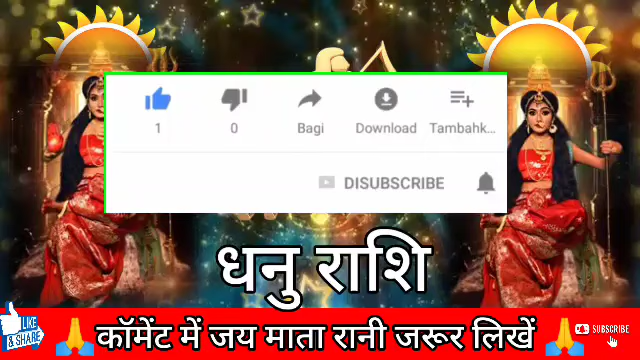 1 0 Bagi Download Tambahk...
DISUBSCRIBE
धनु राशि
LIKE
& SHARE
कॉमेंट में जय माता रानी जरूर लिखें
SUBSCRIBE